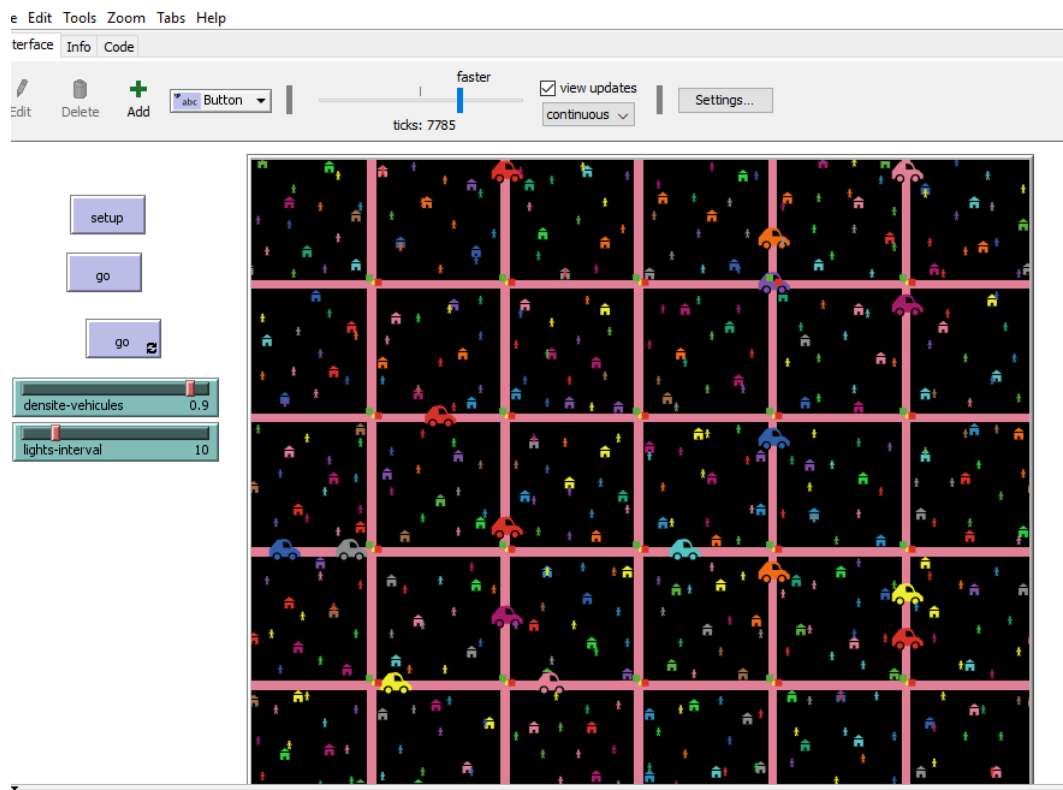 e Edit Tools Zoom Tabs Help
terface Info Code
faster
Edit Delete Add abc Button view updates Settings...
continuous
ticks: 7785
setup
go
go
densite-vehicules 0.9
lights-interval 10